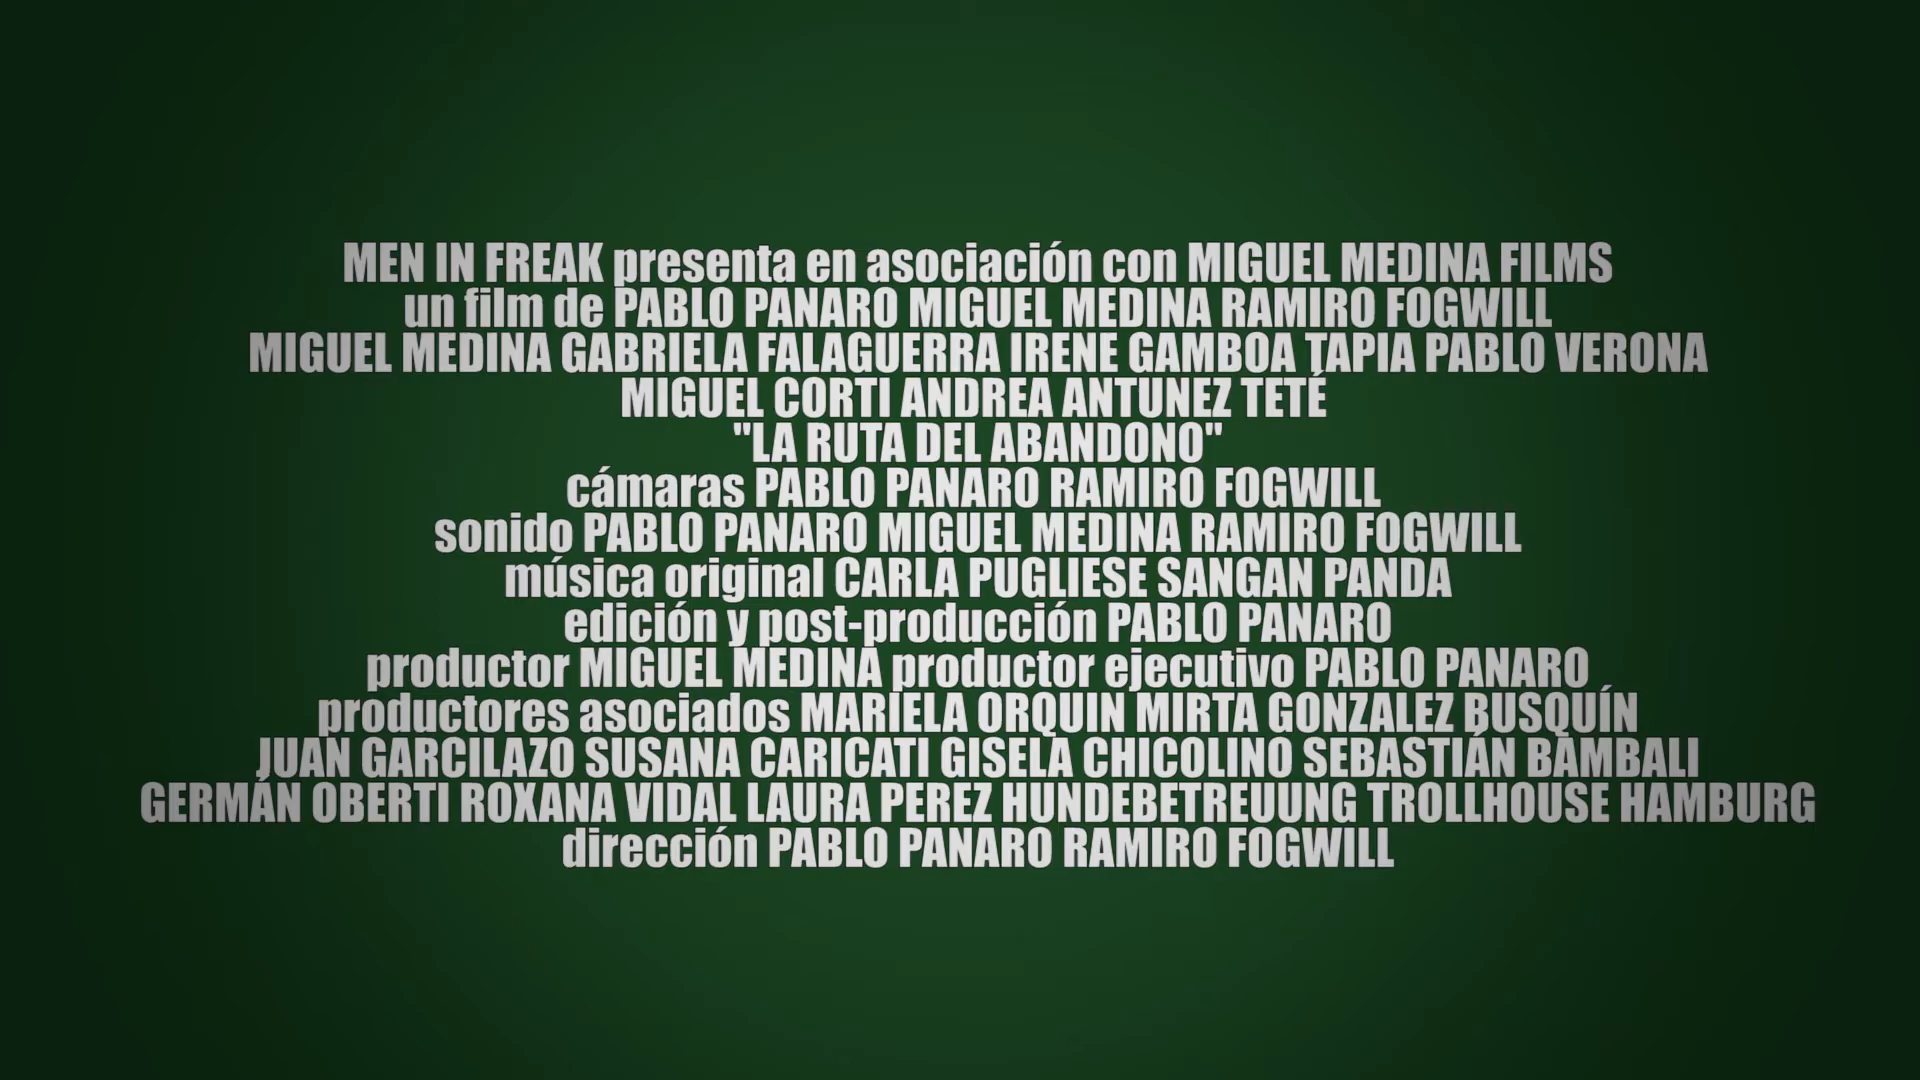 MEN IN FREAK presenta en asociación con MIGUEL MEDINA FILMS
un film de PABLO PANARO MIGUEL MEDINA RAMIRO FOGWILL
MIGUEL MEDINA GABRIELA FALAGUERRA IRENE GAMBOA TAPIA PABLO VERONA
MIGUEL CORTI ANDREA ANTUNEZ TETÉ
"LA RUTA DEL ABANDONO"
cámaras PABLO PANARO RAMIRO FOGWILL
sonido PABLO PANARO MIGUEL MEDINA RAMIRO FOGWILL
música original CARLA PUGLIESE SANGAN PANDA
edición y post-producción PABLO PANARO
productor MIGUEL MEDINA productor ejecutivo PABLO PANARO
productores asociados MARIELA ORQUIN MIRTA GONZALEZ BUSQUÍN
JUAN GARCILAZO SUSANA CARICATI GISELA CHICOLINO SEBASTIÁN BAMBALI
GERMÁN OBERTI ROXANA VIDAL LAURA PEREZ HUNDEBETREUUNG TROLLHOUSE HAMBURG
dirección PABLO PANARO RAMIRO FOGWILL